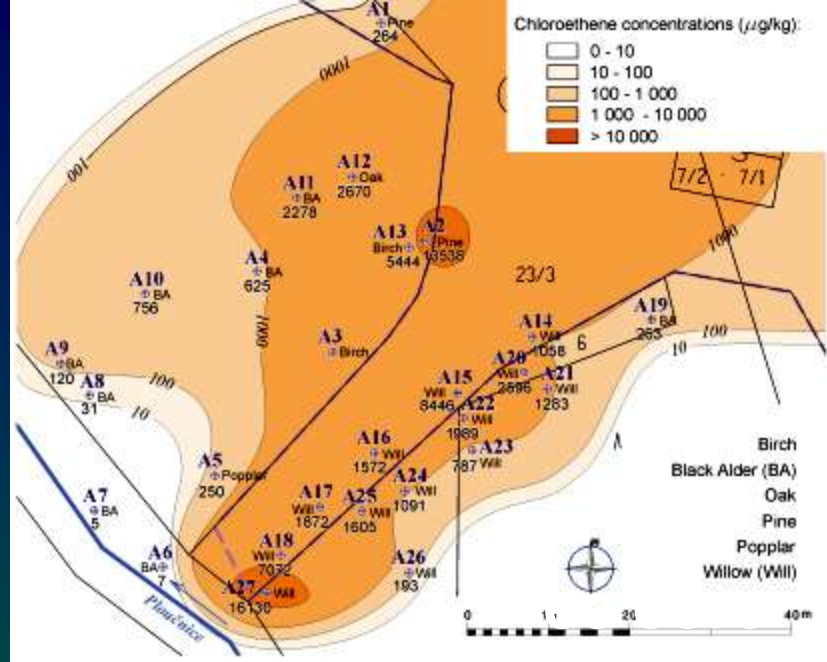 Chloroethene concentrations (µg/kg):
0 - 10
10 - 100
100 - 1 000
1 000 - 10 000
> 10 000
A1
Pine
264
1000
100
7/2 · 7/1
A12
Oak
2670
A11
BA
2278
A13
Birch
5444
A2
Pine
13538
1000
A4
BA
625
23/3
A10
BA
756
A19
BA
263
1000
A3
Birch
A14
Will
1058
6
100
10
A9
BA
120
A8
BA
31
100
10
A20
Will
2596
A21
Will
1283
A15
Will
8446
A22
1989
A23
787 Will
A16
Will
1572
A5
Popplar
250
A24
Will
1091
A17
Will
1872
A25
Will
1605
A7
BA
5
A18
Will
7072
A6
BA
7
A26
Will
193
A27
Will
16130
Ploučnice
Birch
Black Alder (BA)
Oak
Pine
Popplar
Willow (Will)
0 10 20 40 m